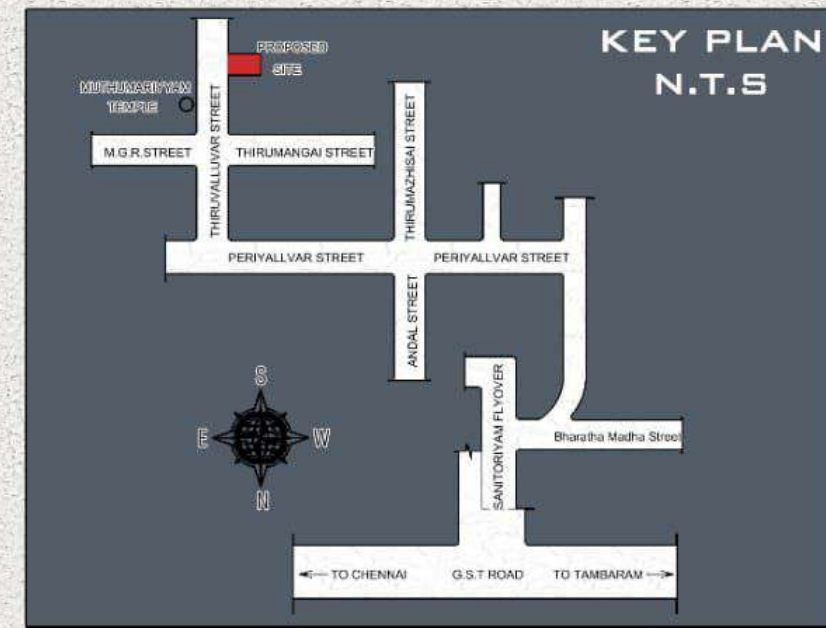 KEY PLAN
N.T.S
PROPOSED
SITE
MUTHUMARIYYAM
TEMPLE
THIRUVALLUVAR STREET
M.G.R.STREET
THIRUMANGAI STREET
THIRUMAZHISAI STREET
PERIYALLVAR STREET
PERIYALLVAR STREET
ANDAL STREET
SANITORIYAM FLYOVER
Bharatha Madha Street
S
E
W
N
TO CHENNAI
G.S.T ROAD
TO TAMBARAM